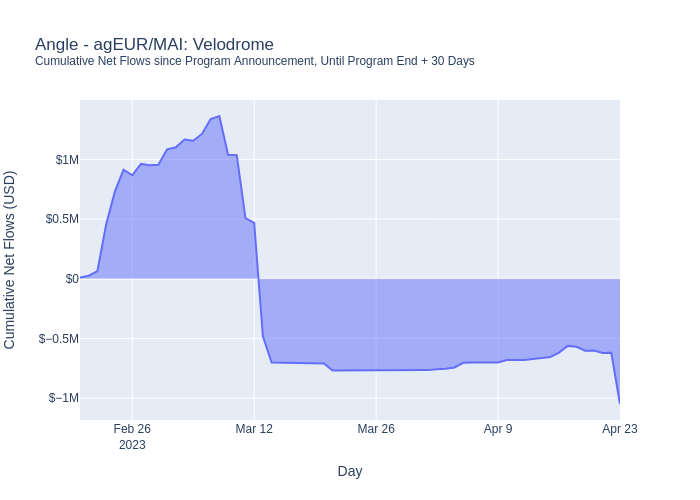 Angle - agEUR/MAI: Velodrome
Cumulative Net Flows since Program Announcement, Until Program End + 30 Days
Cumulative Net Flows (USD)
$1M
$0.5M
$0
$−0.5M
$−1M
Feb 26
2023
Mar 12
Mar 26
Apr 9
Apr 23
Day